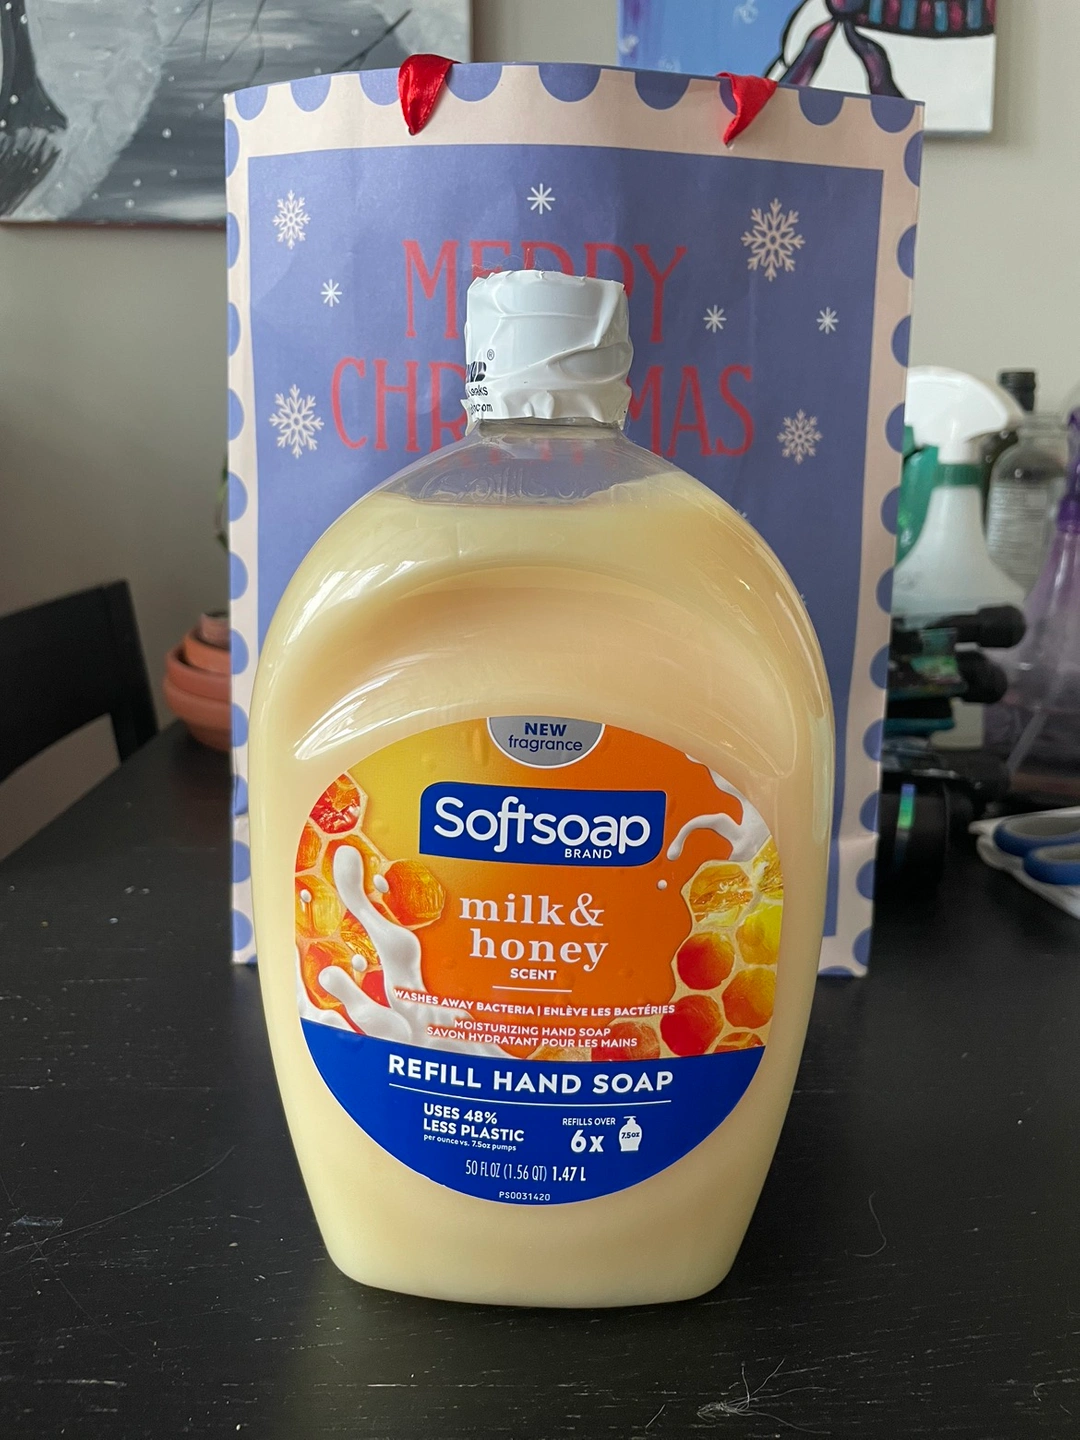 MERRY
CHRISTMAS
®
leaks
NEW
fragrance
Softsoap
BRAND
milk &
honey
SCENT
WASHES AWAY BACTERIA | ENLÈVE LES BACTÉRIES
MOISTURIZING HAND SOAP
SAVON HYDRATANT POUR LES MAINS
REFILL HAND SOAP
USES 48%
LESS PLASTIC
per ounce vs. 7.5oz pumps
REFILLS OVER
6x
7.5oz
50 FL OZ (1.56 QT) 1.47 L
PS0031420